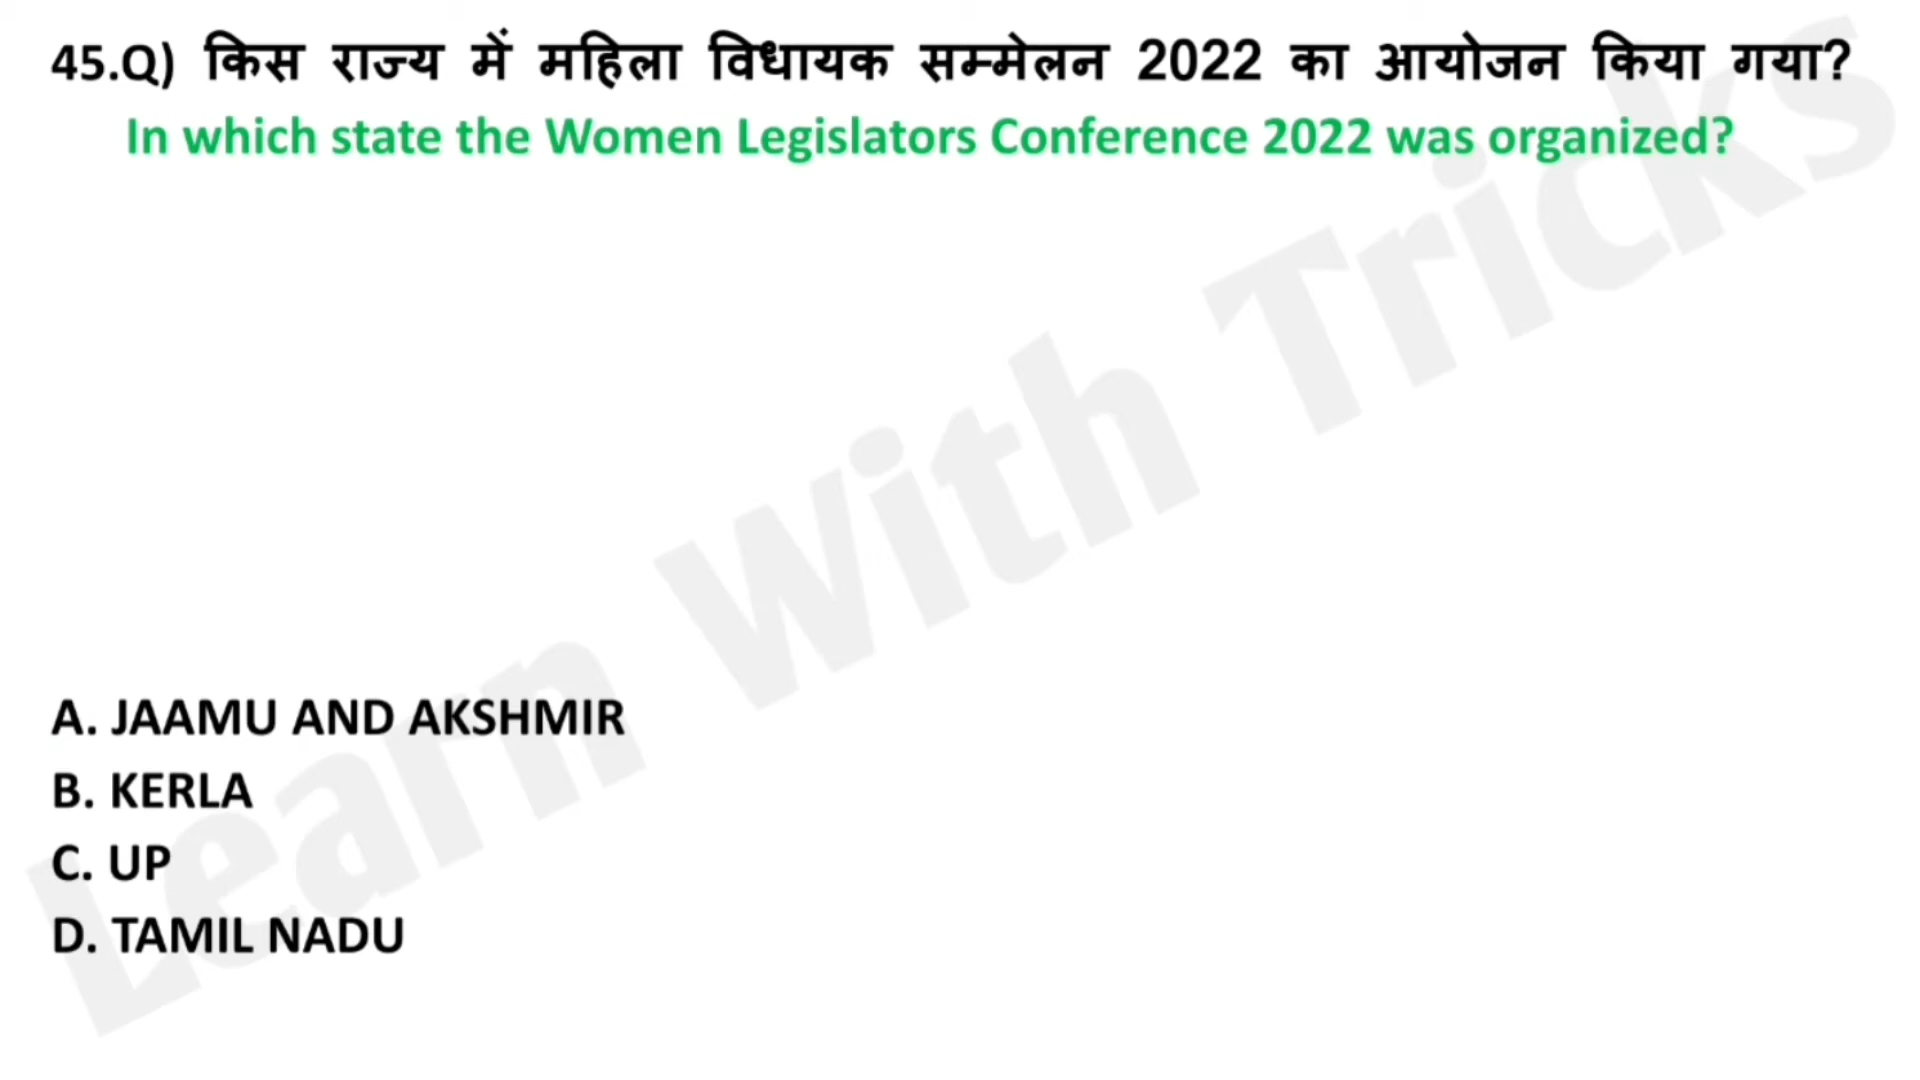 45.Q) किस राज्य में महिला विधायक सम्मेलन 2022 का आयोजन किया गया?
In which state the Women Legislators Conference 2022 was organized?
Learn With Tricks
A. JAAMU AND AKSHMIR
B. KERLA
C. UP
D. TAMIL NADU